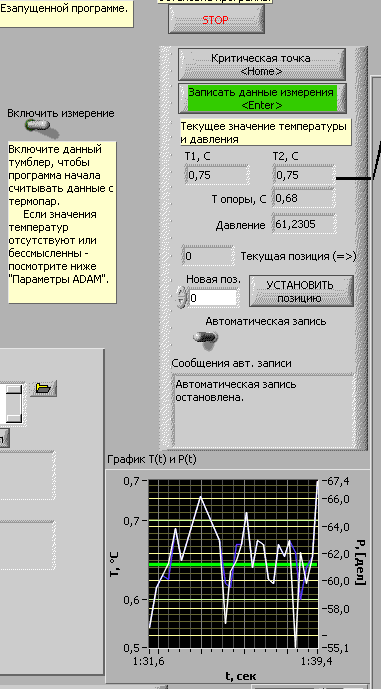 Езапущенной программе.
STOP
Критическая точка
<Home>
Записать данные измерения
<Enter>
Включить измерение
Текущее значение температуры
и давления
Включите данный
тумблер, чтобы
программа начала
считывать данные с
термопар.
Если значения
температур
отсутствуют или
бессмысленны -
посмотрите ниже
"Параметры ADAM".
T1, C
T2, C
0,75
0,75
T опоры, C
0,68
Давление
61,2305
0
Текущая позиция (=>)
Новая поз.
0
УСТАНОВИТЬ
позицию
Автоматическая запись
Сообщения авт. записи
Автоматическая запись
остановлена.
График T(t) и P(t)
0,7
0,7
0,6
0,5
T, °C
67,4
66,0
64,0
62,0
60,0
58,0
55,1
P, [дел]
1:31,6
1:39,4
t, сек